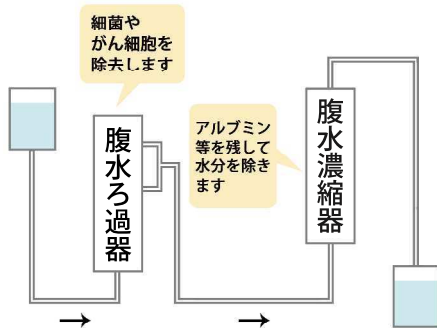 細菌や
がん細胞を
除去します
腹水ろ過器
アルブミン
等を残して
水分を除き
ます
腹水濃縮器
→
→